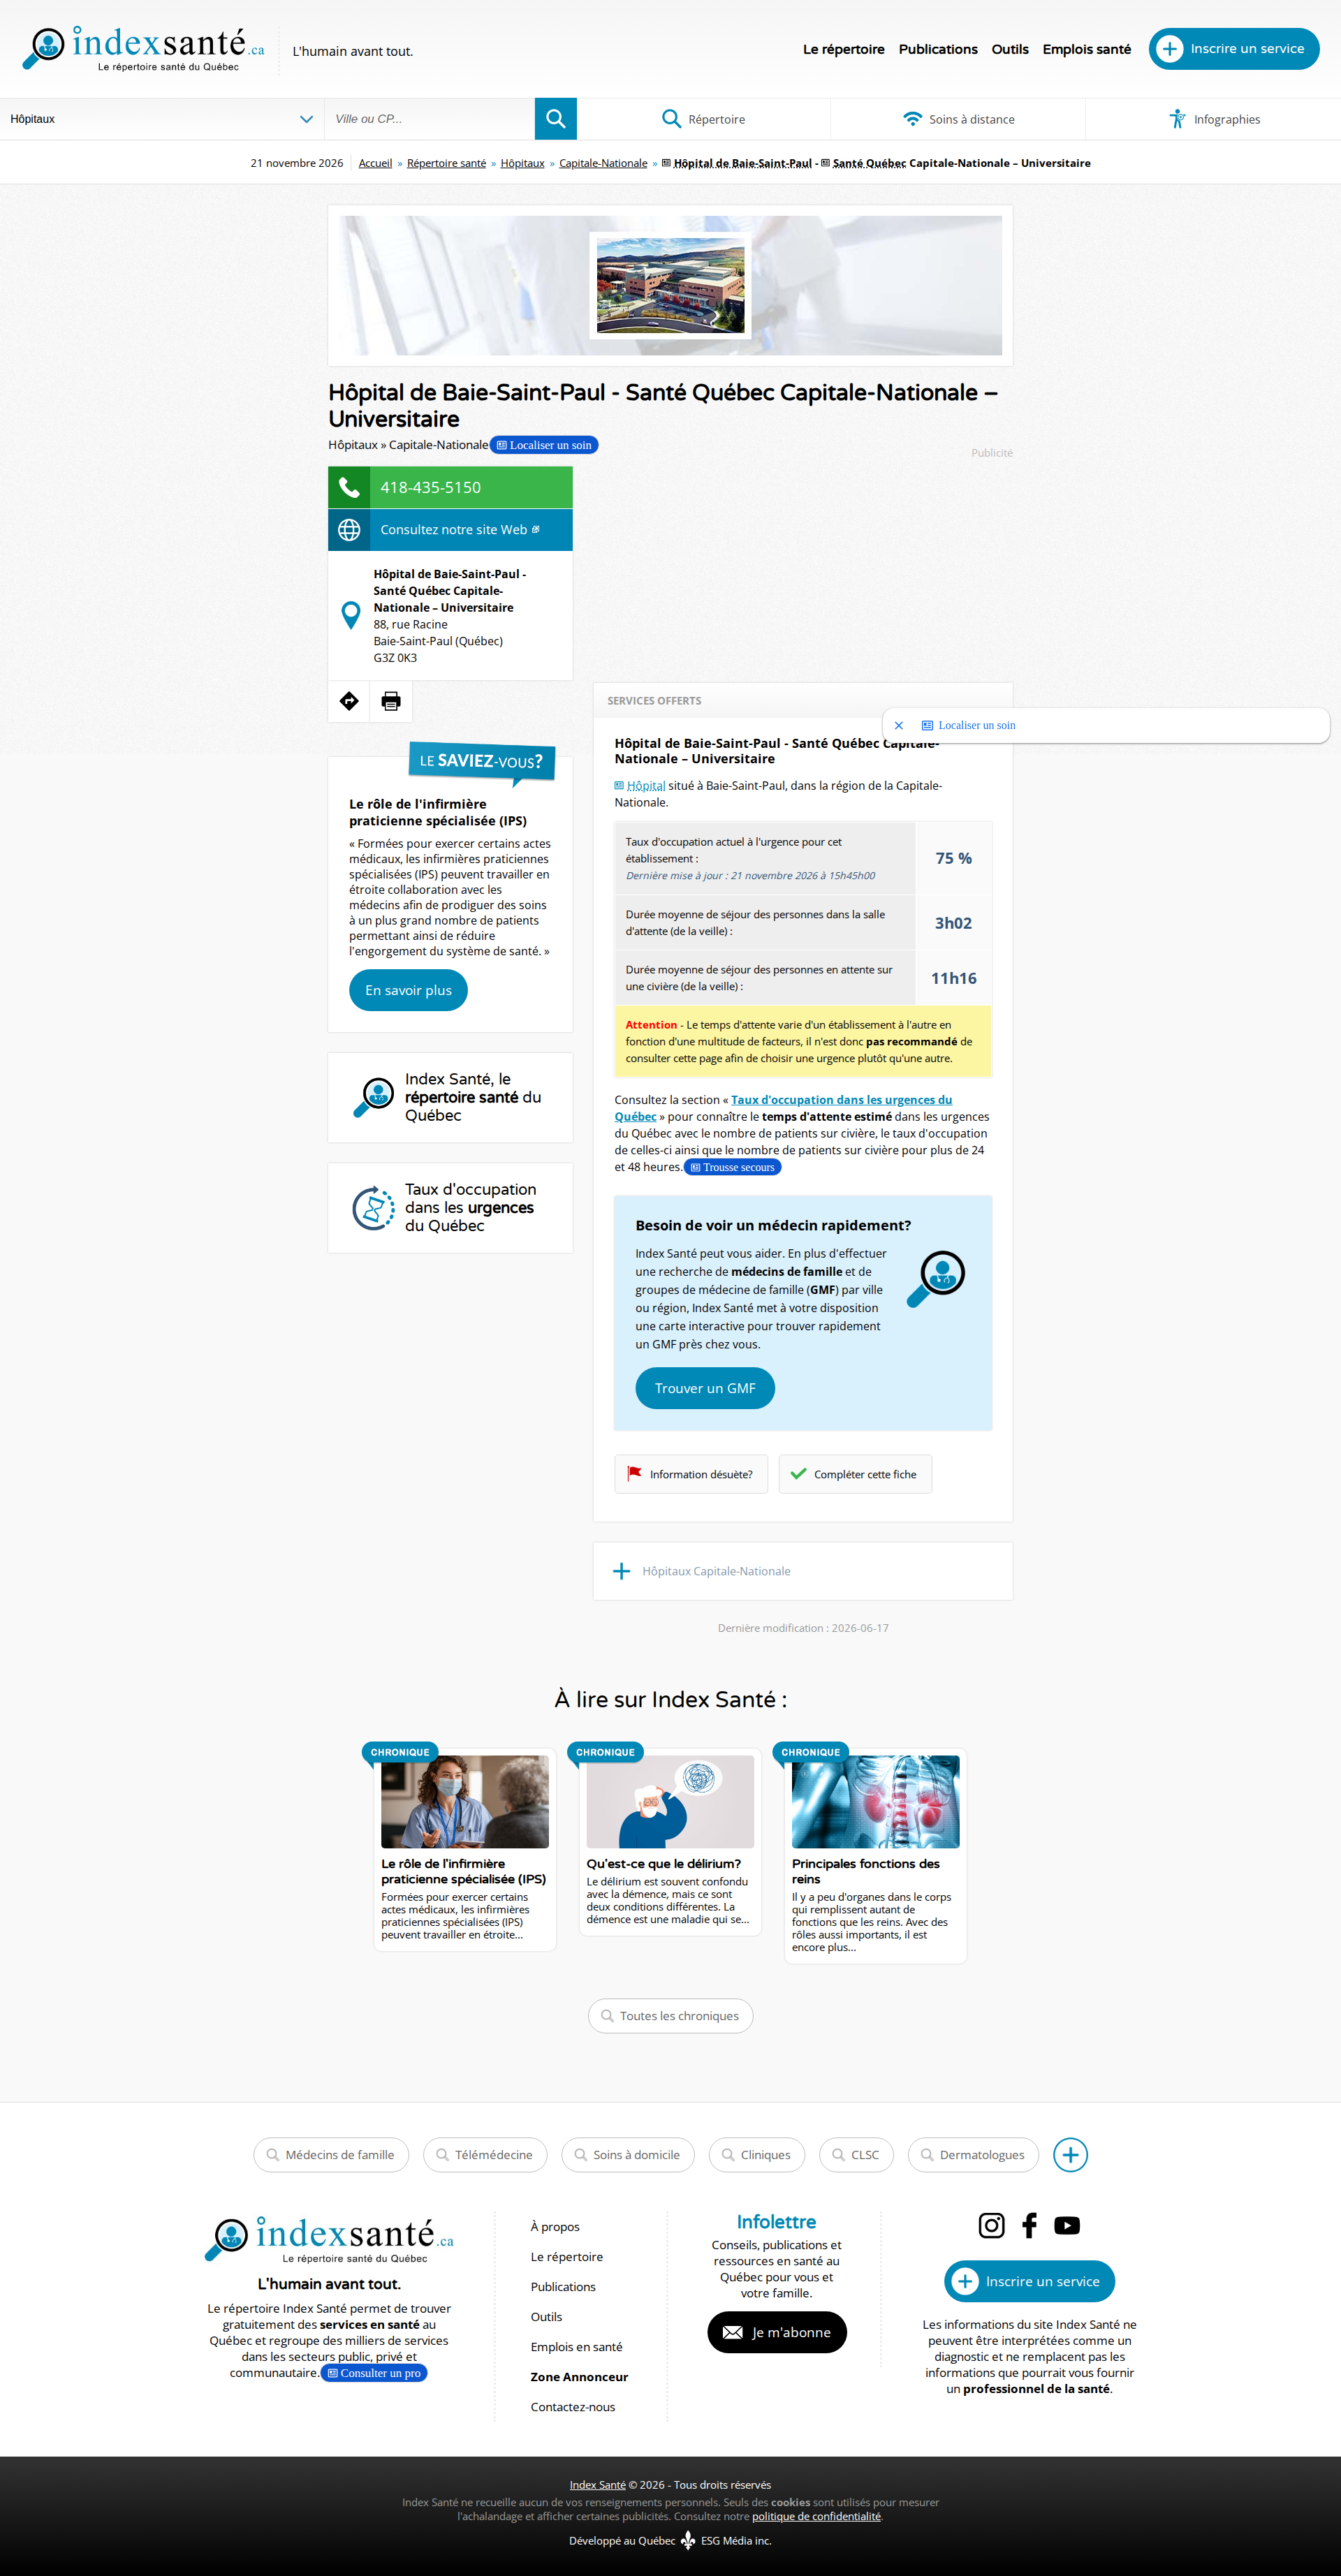 indexsanté.ca
Le répertoire santé du Québec
L'humain avant tout.
Le répertoire
Publications
Outils
Emplois santé
Inscrire un service
Hôpitaux
Ville ou CP...
Répertoire
Soins à distance
Infographies
21 novembre 2026
Accueil » Répertoire santé » Hôpitaux » Capitale-Nationale » Hôpital de Baie-Saint-Paul - Santé Québec Capitale-Nationale – Universitaire
Hôpital de Baie-Saint-Paul - Santé Québec Capitale-Nationale –
Universitaire
Hôpitaux » Capitale-Nationale Localiser un soin
Publicité
418-435-5150
Consultez notre site Web
Hôpital de Baie-Saint-Paul -
Santé Québec Capitale-
Nationale – Universitaire
88, rue Racine
Baie-Saint-Paul (Québec)
G3Z 0K3
LE SAVIEZ-VOUS?
Le rôle de l'infirmière
praticienne spécialisée (IPS)
« Formées pour exercer certains actes
médicaux, les infirmières praticiennes
spécialisées (IPS) peuvent travailler en
étroite collaboration avec les
médecins afin de prodiguer des soins
à un plus grand nombre de patients
permettant ainsi de réduire
l'engorgement du système de santé. »
En savoir plus
Index Santé, le
répertoire santé du
Québec
Taux d'occupation
dans les urgences
du Québec
SERVICES OFFERTS
Localiser un soin
Hôpital de Baie-Saint-Paul - Santé Québec Capitale-
Nationale – Universitaire
Hôpital situé à Baie-Saint-Paul, dans la région de la Capitale-
Nationale.
Taux d'occupation actuel à l'urgence pour cet
établissement :
Dernière mise à jour : 21 novembre 2026 à 15h45h00
75 %
Durée moyenne de séjour des personnes dans la salle
d'attente (de la veille) :
3h02
Durée moyenne de séjour des personnes en attente sur
une civière (de la veille) :
11h16
Attention - Le temps d'attente varie d'un établissement à l'autre en
fonction d'une multitude de facteurs, il n'est donc pas recommandé de
consulter cette page afin de choisir une urgence plutôt qu'une autre.
Consultez la section « Taux d'occupation dans les urgences du
Québec » pour connaître le temps d'attente estimé dans les urgences
du Québec avec le nombre de patients sur civière, le taux d'occupation
de celles-ci ainsi que le nombre de patients sur civière pour plus de 24
et 48 heures. Trousse secours
Besoin de voir un médecin rapidement?
Index Santé peut vous aider. En plus d'effectuer
une recherche de médecins de famille et de
groupes de médecine de famille (GMF) par ville
ou région, Index Santé met à votre disposition
une carte interactive pour trouver rapidement
un GMF près chez vous.
Trouver un GMF
Information désuète?
Compléter cette fiche
Hôpitaux Capitale-Nationale
Dernière modification : 2026-06-17
À lire sur Index Santé :
CHRONIQUE
Le rôle de l'infirmière
praticienne spécialisée (IPS)
Formées pour exercer certains
actes médicaux, les infirmières
praticiennes spécialisées (IPS)
peuvent travailler en étroite...
CHRONIQUE
Qu'est-ce que le délirium?
Le délirium est souvent confondu
avec la démence, mais ce sont
deux conditions différentes. La
démence est une maladie qui se...
CHRONIQUE
Principales fonctions des
reins
Il y a peu d'organes dans le corps
qui remplissent autant de
fonctions que les reins. Avec des
rôles aussi importants, il est
encore plus...
Toutes les chroniques
Médecins de famille
Télémédecine
Soins à domicile
Cliniques
CLSC
Dermatologues
indexsanté.ca
Le répertoire santé du Québec
L'humain avant tout.
Le répertoire Index Santé permet de trouver
gratuitement des services en santé au
Québec et regroupe des milliers de services
dans les secteurs public, privé et
communautaire. Consulter un pro
À propos
Le répertoire
Publications
Outils
Emplois en santé
Zone Annonceur
Contactez-nous
Infolettre
Conseils, publications et
ressources en santé au
Québec pour vous et
votre famille.
Je m'abonne
Inscrire un service
Les informations du site Index Santé ne
peuvent être interprétées comme un
diagnostic et ne remplacent pas les
informations que pourrait vous fournir
un professionnel de la santé.
Index Santé © 2026 - Tous droits réservés
Index Santé ne recueille aucun de vos renseignements personnels. Seuls des cookies sont utilisés pour mesurer
l'achalandage et afficher certaines publicités. Consultez notre politique de confidentialité.
Développé au Québec ESG Média inc.